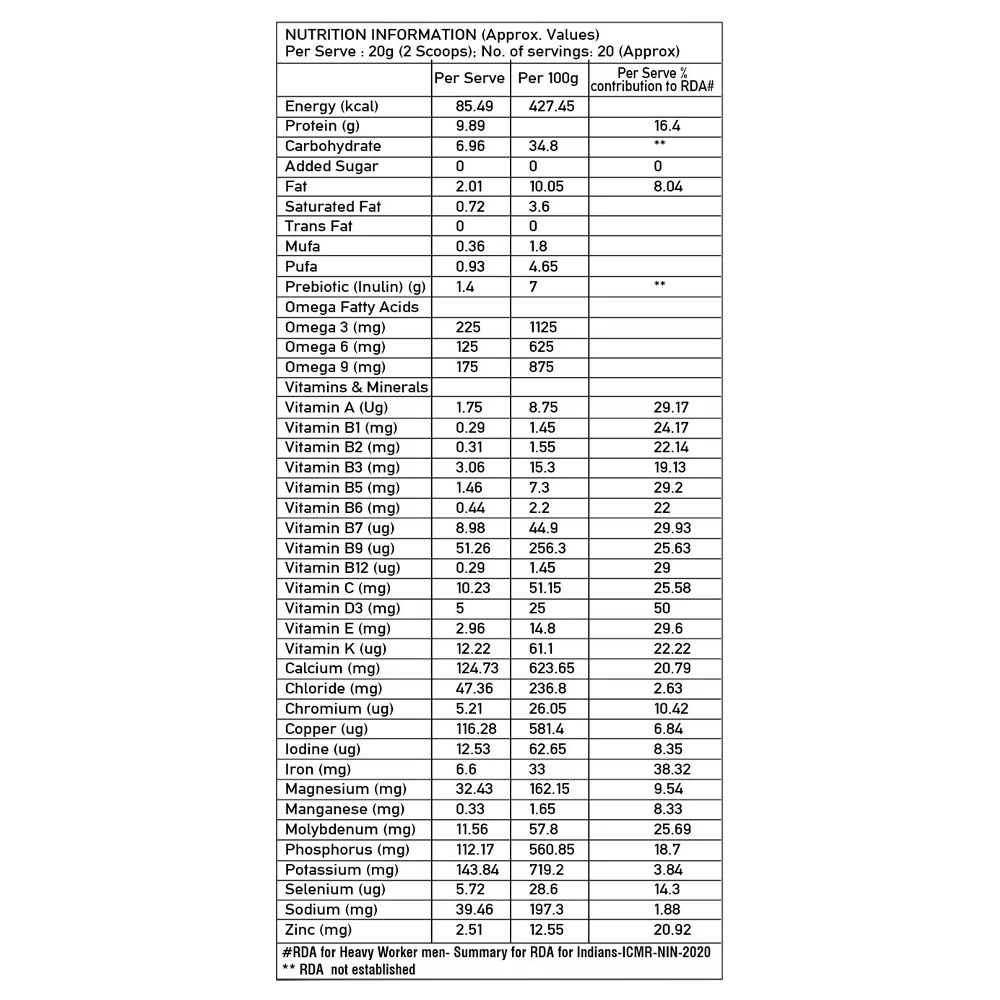 NUTRITION INFORMATION (Approx. Values)
Per Serve : 20g (2 Scoops); No. of servings: 20 (Approx)
Per Serve Per 100g Per Serve % contribution to RDA#
Energy (kcal) 85.49 427.45
Protein (g) 9.89 16.4
Carbohydrate 6.96 34.8 **
Added Sugar 0 0 0
Fat 2.01 10.05 8.04
Saturated Fat 0.72 3.6
Trans Fat 0 0
Mufa 0.36 1.8
Pufa 0.93 4.65
Prebiotic (Inulin) (g) 1.4 7 **
Omega Fatty Acids
Omega 3 (mg) 225 1125
Omega 6 (mg) 125 625
Omega 9 (mg) 175 875
Vitamins & Minerals
Vitamin A (Ug) 1.75 8.75 29.17
Vitamin B1 (mg) 0.29 1.45 24.17
Vitamin B2 (mg) 0.31 1.55 22.14
Vitamin B3 (mg) 3.06 15.3 19.13
Vitamin B5 (mg) 1.46 7.3 29.2
Vitamin B6 (mg) 0.44 2.2 22
Vitamin B7 (ug) 8.98 44.9 29.93
Vitamin B9 (ug) 51.26 256.3 25.63
Vitamin B12 (ug) 0.29 1.45 29
Vitamin C (mg) 10.23 51.15 25.58
Vitamin D3 (mg) 5 25 50
Vitamin E (mg) 2.96 14.8 29.6
Vitamin K (ug) 12.22 61.1 22.22
Calcium (mg) 124.73 623.65 20.79
Chloride (mg) 47.36 236.8 2.63
Chromium (ug) 5.21 26.05 10.42
Copper (ug) 116.28 581.4 6.84
Iodine (ug) 12.53 62.65 8.35
Iron (mg) 6.6 33 38.32
Magnesium (mg) 32.43 162.15 9.54
Manganese (mg) 0.33 1.65 8.33
Molybdenum (mg) 11.56 57.8 25.69
Phosphorus (mg) 112.17 560.85 18.7
Potassium (mg) 143.84 719.2 3.84
Selenium (ug) 5.72 28.6 14.3
Sodium (mg) 39.46 197.3 1.88
Zinc (mg) 2.51 12.55 20.92
#RDA for Heavy Worker men- Summary for RDA for Indians-ICMR-NIN-2020
** RDA not established